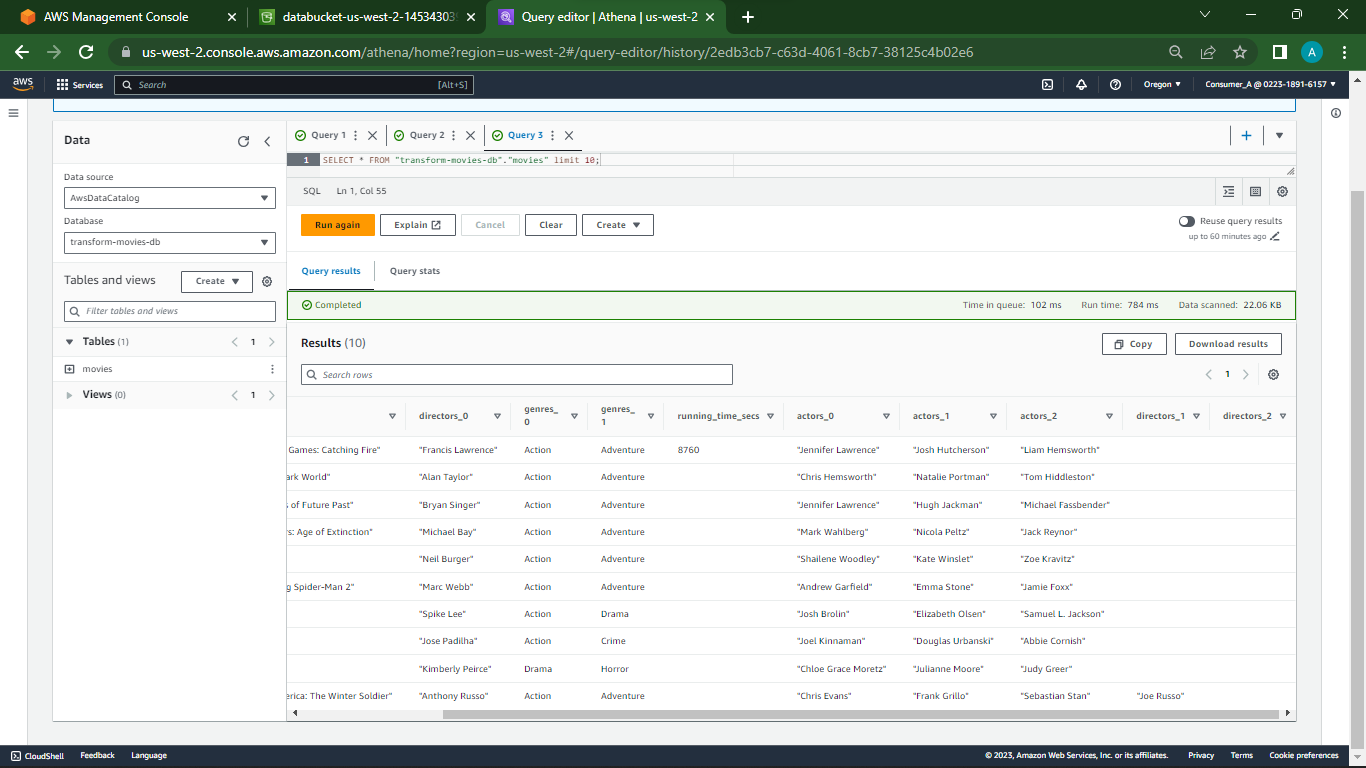 AWS Management Console
databucket-us-west-2-145343039
Query editor | Athena | us-west-2
us-west-2.console.aws.amazon.com/athena/home?region=us-west-2#/query-editor/history/2edb3cb7-c63d-4061-8cb7-38125c4b02e6
A
aws Services Search [Alt+S] Oregon Consumer_A @ 0223-1891-6157
Data
Data source
AwsDataCatalog
Database
transform-movies-db
Tables and views Create
Filter tables and views
Tables (1) 1
movies
Views (0) 1
Query 1 Query 2 Query 3
1 SELECT * FROM "transform-movies-db"."movies" limit 10;
SQL Ln 1, Col 55
Run again Explain Cancel Clear Create
Reuse query results
up to 60 minutes ago
Query results Query stats
Completed Time in queue: 102 ms Run time: 784 ms Data scanned: 22.06 KB
Results (10) Copy Download results
Search rows 1
directors_0 genres_0 genres_1 running_time_secs actors_0 actors_1 actors_2 directors_1 directors_2
Games: Catching Fire" "Francis Lawrence" Action Adventure 8760 "Jennifer Lawrence" "Josh Hutcherson" "Liam Hemsworth"
ark World" "Alan Taylor" Action Adventure "Chris Hemsworth" "Natalie Portman" "Tom Hiddleston"
s of Future Past" "Bryan Singer" Action Adventure "Jennifer Lawrence" "Hugh Jackman" "Michael Fassbender"
s: Age of Extinction" "Michael Bay" Action Adventure "Mark Wahlberg" "Nicola Peltz" "Jack Reynor"
"Neil Burger" Action Adventure "Shailene Woodley" "Kate Winslet" "Zoe Kravitz"
g Spider-Man 2" "Marc Webb" Action Adventure "Andrew Garfield" "Emma Stone" "Jamie Foxx"
"Spike Lee" Action Drama "Josh Brolin" "Elizabeth Olsen" "Samuel L. Jackson"
"Jose Padilha" Action Crime "Joel Kinnaman" "Douglas Urbanski" "Abbie Cornish"
"Kimberly Peirce" Drama Horror "Chloe Grace Moretz" "Julianne Moore" "Judy Greer"
erica: The Winter Soldier" "Anthony Russo" Action Adventure "Chris Evans" "Frank Grillo" "Sebastian Stan" "Joe Russo"
CloudShell Feedback Language © 2023, Amazon Web Services, Inc. or its affiliates. Privacy Terms Cookie preferences